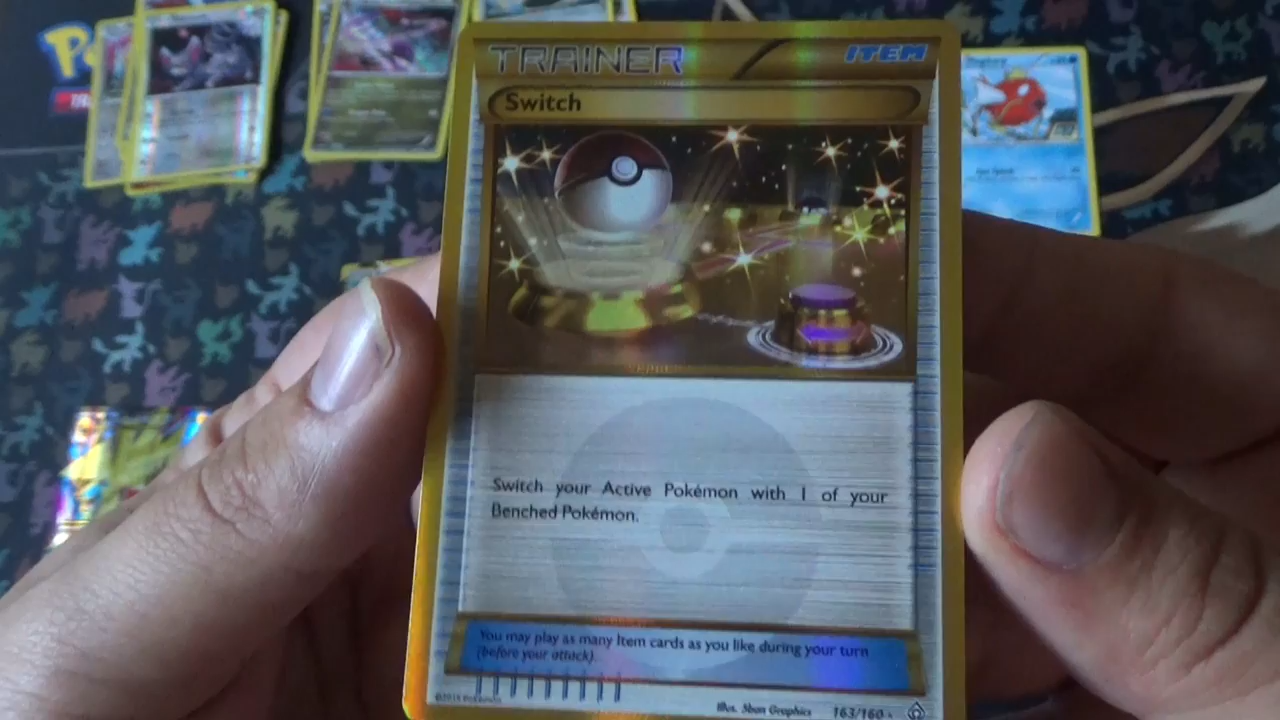 TRAINER
ITEM
Switch
Switch your Active Pokémon with 1 of your
Benched Pokémon.
You may play as many Item cards as you like during your turn
(before your attack).
Illus. 5ban Graphics
163/160